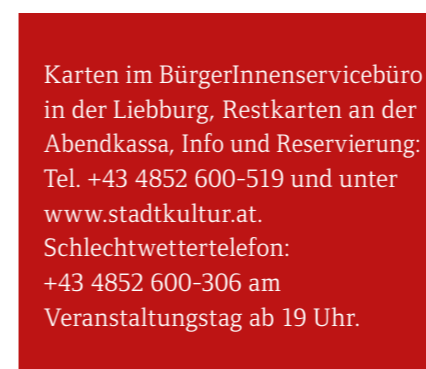 Karten im BürgerInnenservicebüro
in der Liebburg, Restkarten an der
Abendkassa, Info und Reservierung:
Tel. +43 4852 600-519 und unter
www.stadtkultur.at.
Schlechtwettertelefon:
+43 4852 600-306 am
Veranstaltungstag ab 19 Uhr.